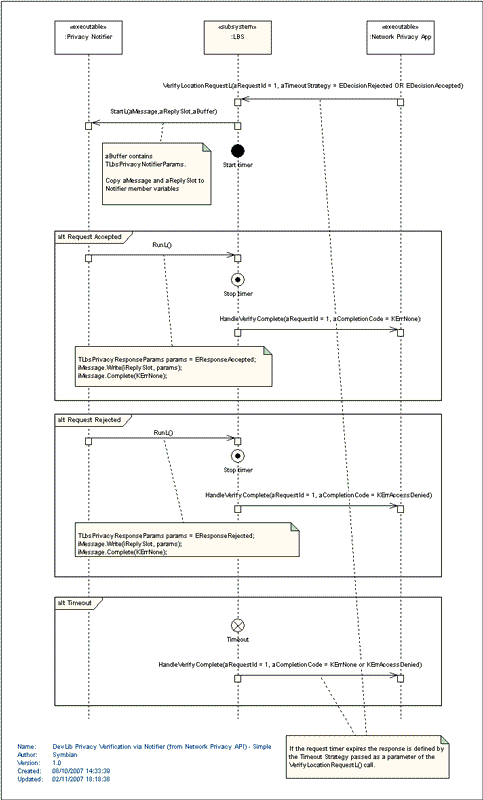 «executable»
:Privacy Notifier
«subsystem»
:LBS
«executable»
:Network Privacy App
VerifyLocationRequestL(aRequestId = 1, aTimeoutStrategy = EDecisionRejected OR EDecisionAccepted)
StartL(aMessage,aReplySlot,aBuffer)
aBuffer contains
TLbsPrivacyNotifierParams.
Copy aMessage and aReplySlot to
Notifier member variables
Start timer
alt Request Accepted
RunL()
Stop timer
HandleVerifyComplete(aRequestId = 1, aCompletionCode = KErrNone)
TLbsPrivacyResponseParams params = EResponseAccepted;
iMessage.Write(iReplySlot, params);
iMessage.Complete(KErrNone);
alt Request Rejected
RunL()
Stop timer
HandleVerifyComplete(aRequestId = 1, aCompletionCode = KErrAccessDenied)
TLbsPrivacyResponseParams params = EResponseRejected;
iMessage.Write(iReplySlot, params);
iMessage.Complete(KErrNone);
alt Timeout
Timeout
HandleVerifyComplete(aRequestId = 1, aCompletionCode = KErrNone or KErrAccessDenied)
If the request timer expires the response is defined by
the Timeout Strategy passed as a parameter of the
VerifyLocationRequestL() call.
Name: DevLib Privacy Verification via Notifier (from Network Privacy API) - Simple
Author: Symbian
Version: 1.0
Created: 08/10/2007 14:33:39
Updated: 02/11/2007 18:18:38